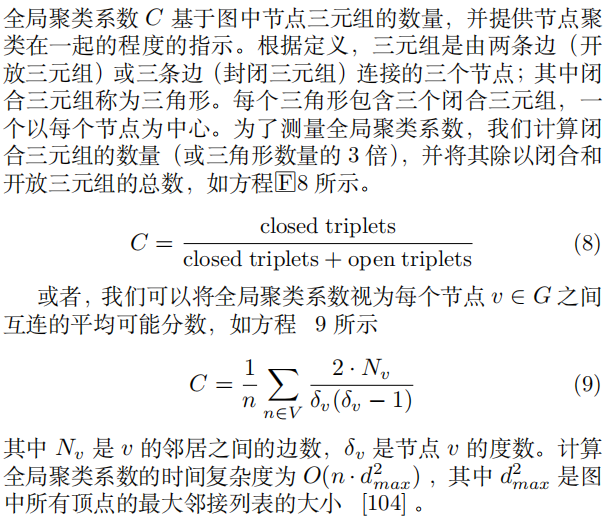 全局聚类系数 C 基于图中节点三元组的数量，并提供节点聚
类在一起的程度的指示。根据定义，三元组是由两条边（开
放三元组）或三条边（封闭三元组）连接的三个节点；其中闭
合三元组称为三角形。每个三角形包含三个闭合三元组，一
个以每个节点为中心。为了测量全局聚类系数，我们计算闭
合三元组的数量（或三角形数量的 3 倍），并将其除以闭合和
开放三元组的总数，如方程F8 所示。
C = closed triplets / (closed triplets + open triplets) (8)
或者，我们可以将全局聚类系数视为每个节点 v ∈ G 之间
互连的平均可能分数，如方程 9 所示
C = 1/n ∑_{n∈V} 2 · N_v / (δ_v(δ_v − 1)) (9)
其中 N_v 是 v 的邻居之间的边数，δ_v 是节点 v 的度数。计算
全局聚类系数的时间复杂度为 O(n · d²_max)，其中 d²_max 是图
中所有顶点的最大邻接列表的大小 [104] 。